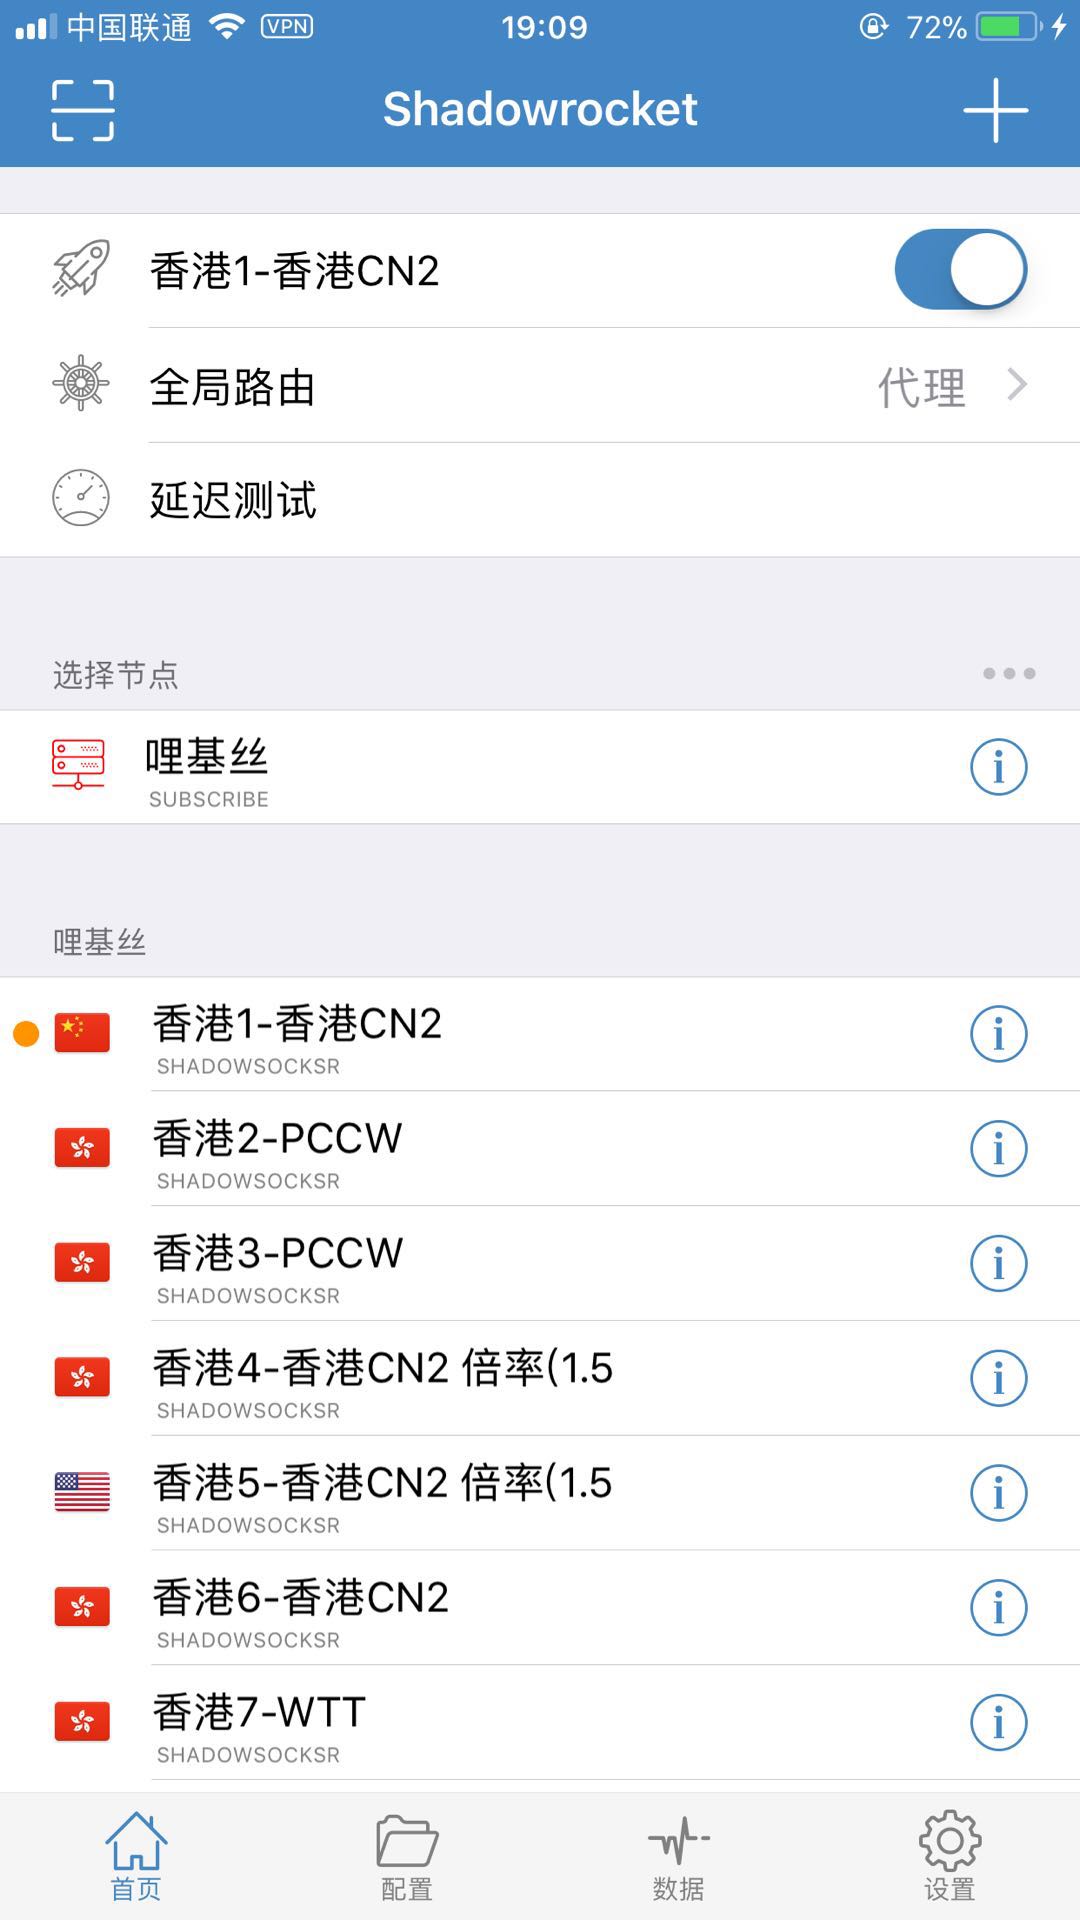 中国联通 VPN 19:09 72%
Shadowrocket
香港1-香港CN2
全局路由 代理
延迟测试
选择节点
哩基丝
SUBSCRIBE
哩基丝
香港1-香港CN2
SHADOWSOCKSR
香港2-PCCW
SHADOWSOCKSR
香港3-PCCW
SHADOWSOCKSR
香港4-香港CN2 倍率(1.5
SHADOWSOCKSR
香港5-香港CN2 倍率(1.5
SHADOWSOCKSR
香港6-香港CN2
SHADOWSOCKSR
香港7-WTT
SHADOWSOCKSR
首页 配置 数据 设置